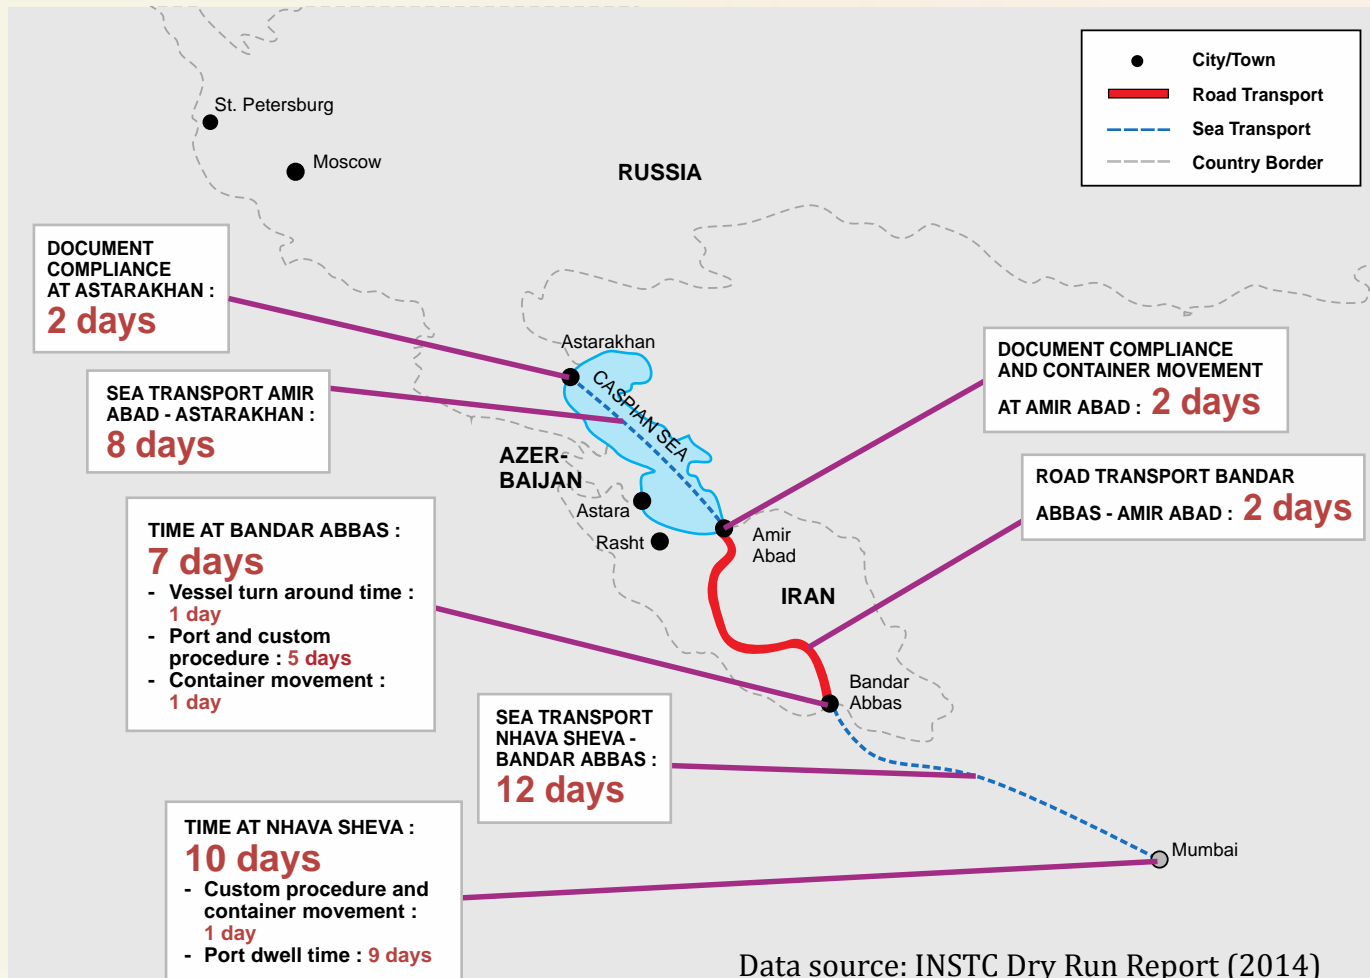 City/Town
Road Transport
Sea Transport
Country Border
St. Petersburg
Moscow
RUSSIA
DOCUMENT
COMPLIANCE
AT ASTARAKHAN :
2 days
Astarakhan
CASPIAN SEA
DOCUMENT COMPLIANCE
AND CONTAINER MOVEMENT
AT AMIR ABAD : 2 days
SEA TRANSPORT AMIR
ABAD - ASTARAKHAN :
8 days
AZER-
BAIJAN
Astara
Rasht
Amir
Abad
ROAD TRANSPORT BANDAR
ABBAS - AMIR ABAD : 2 days
TIME AT BANDAR ABBAS :
7 days
- Vessel turn around time :
1 day
- Port and custom
procedure : 5 days
- Container movement :
1 day
IRAN
Bandar
Abbas
SEA TRANSPORT
NHAVA SHEVA -
BANDAR ABBAS :
12 days
TIME AT NHAVA SHEVA :
10 days
- Custom procedure and
container movement :
1 day
- Port dwell time : 9 days
Mumbai
Data source: INSTC Dry Run Report (2014)